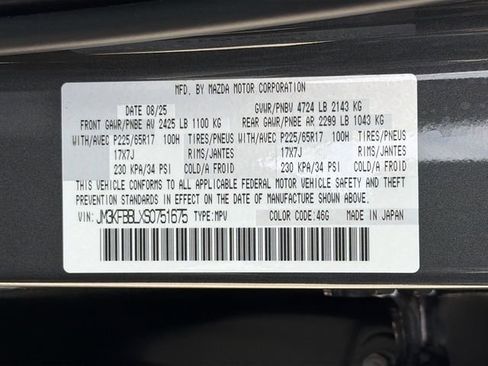 MFD. BY MAZDA MOTOR CORPORATION
DATE 08/25 GVWR/PNBV 4724 LB 2143 KG
FRONT GAWR/PNBE AV 2425 LB 1100 KG REAR GAWR/PNBE AR 2299 LB 1043 KG
WITH/AVEC P225/65R17 100H TIRES/PNEUS WITH/AVEC P225/65R17 100H TIRES/PNEUS
17X7J RIMS/JANTES 17X7J RIMS/JANTES
230 KPA/34 PSI COLD/A FROID 230 KPA/34 PSI COLD/A FROID
THIS VEHICLE CONFORMS TO ALL APPLICABLE FEDERAL MOTOR VEHICLE SAFETY AND THEFT
PREVENTION STANDARDS IN EFFECT ON THE DATE OF MANUFACTURE SHOWN ABOVE.
VIN: JM3KFBBLXS0751675 TYPE:MPV COLOR CODE:46G MADE IN JAPAN